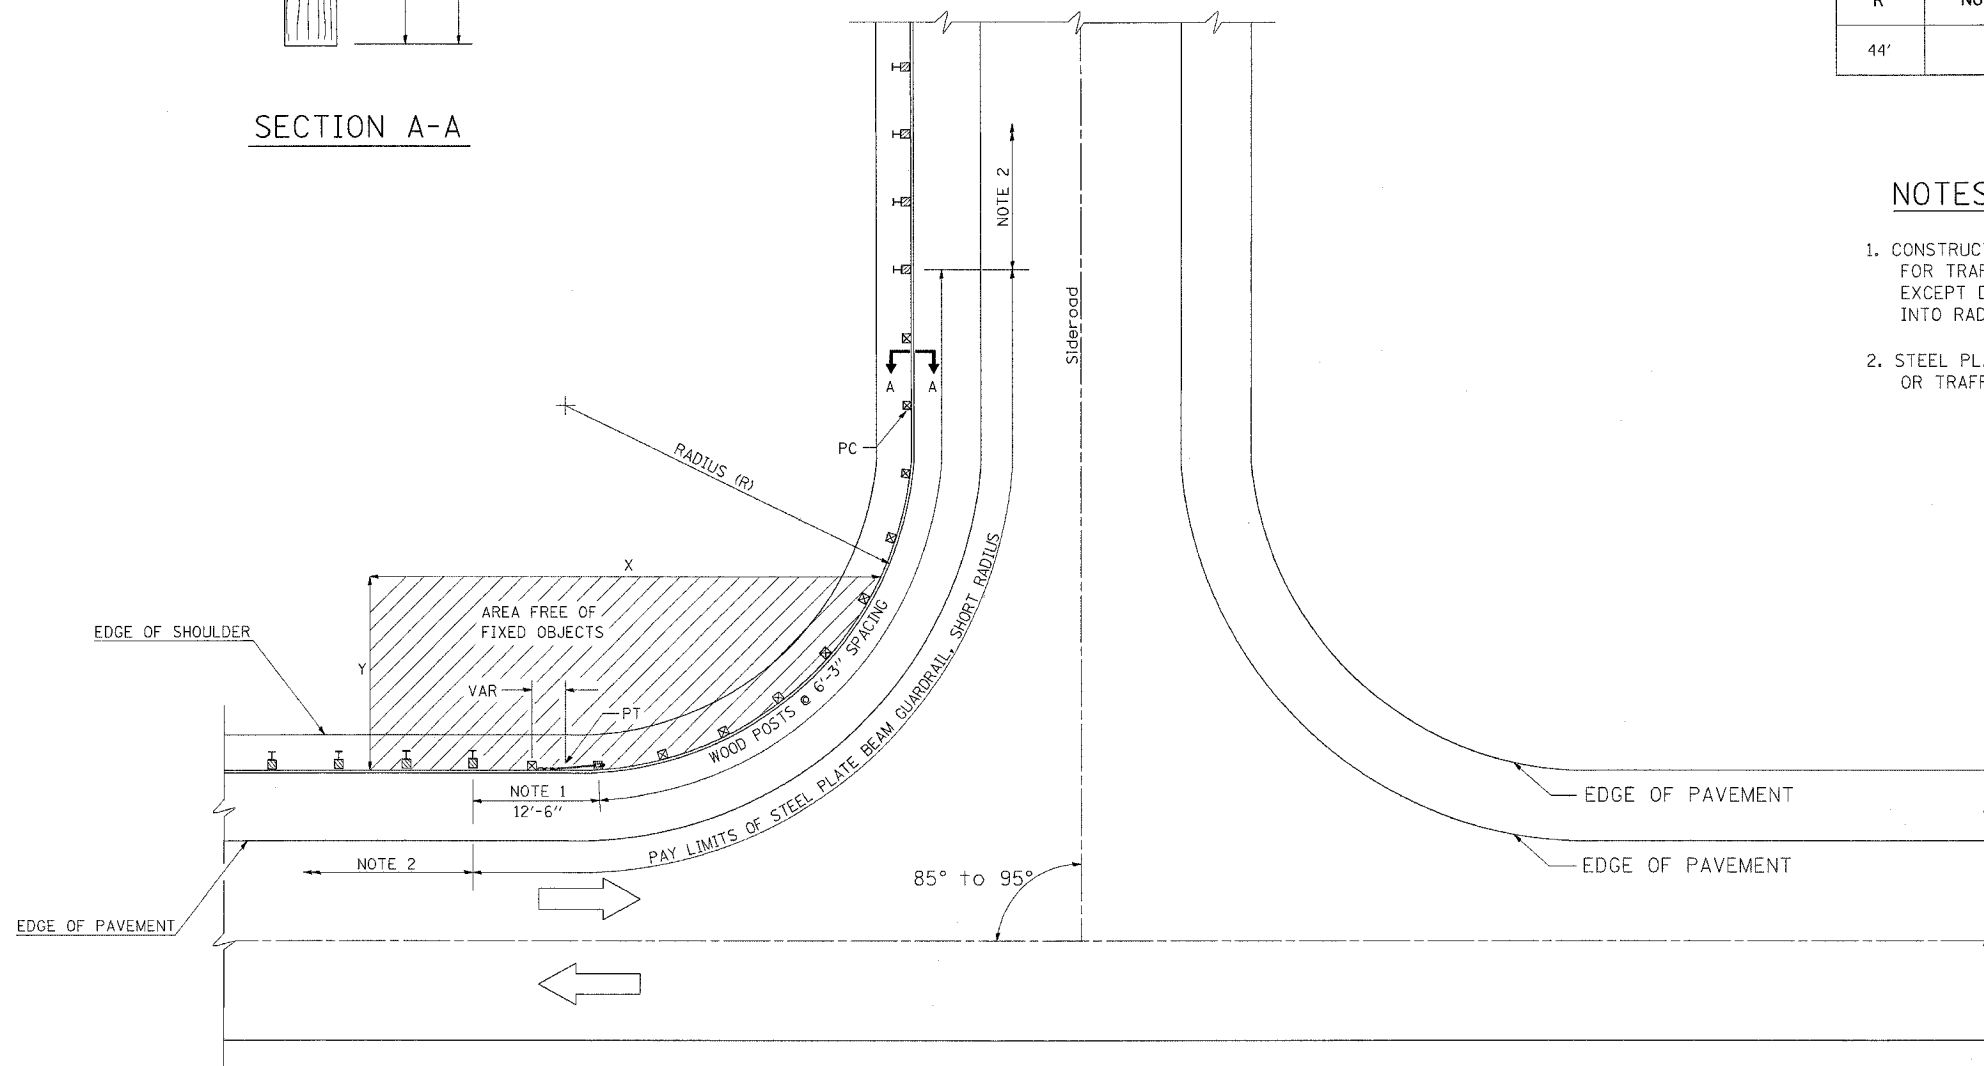 R
44'
SECTION A-A
NOTES
1. CONSTRUC
FOR TRAF
EXCEPT D
INTO RAD
2. STEEL PL
OR TRAFF
NOTE 2
Sideroad
A A
PC
RADIUS (R)
X
AREA FREE OF
FIXED OBJECTS
EDGE OF SHOULDER
Y
VAR
PT
WOOD POSTS @ 6'-3" SPACING
PAY LIMITS OF STEEL PLATE BEAM GUARDRAIL, SHORT RADIUS
NOTE 1
12'-6"
EDGE OF PAVEMENT
EDGE OF PAVEMENT
NOTE 2
85° to 95°
EDGE OF PAVEMENT